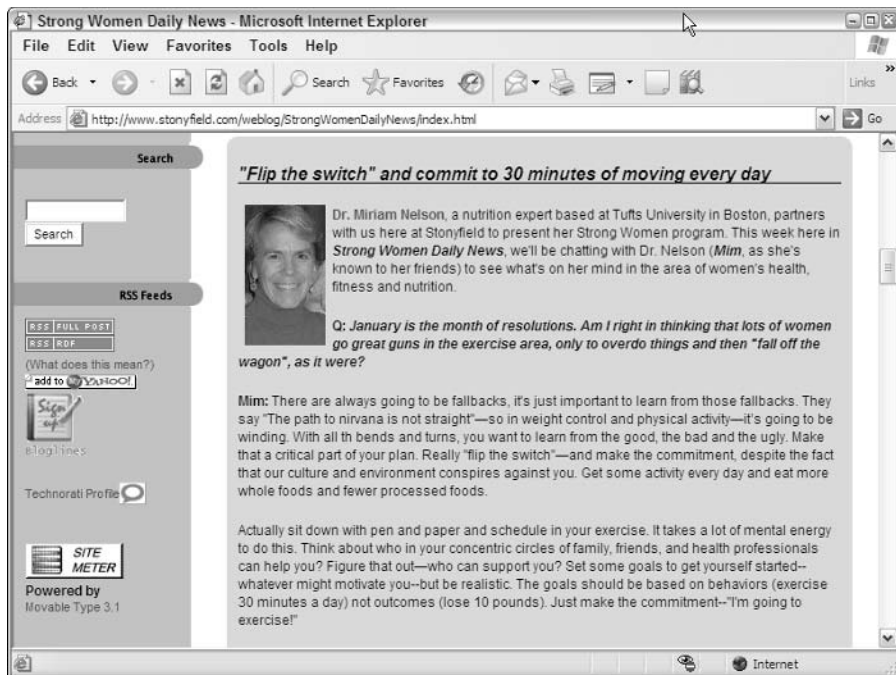 Strong Women Daily News - Microsoft Internet Explorer
File Edit View Favorites Tools Help
Back Search Favorites Links
Address http://www.stonyfield.com/weblog/StrongWomenDailyNews/index.html Go
Search
Search
RSS Feeds
RSS FULL POST
RSS RDF
(What does this mean?)
add to MY YAHOO!
Sign up
Bloglines
Technorati Profile
SITE
METER
Powered by
Movable Type 3.1
"Flip the switch" and commit to 30 minutes of moving every day
Dr. Miriam Nelson, a nutrition expert based at Tufts University in Boston, partners
with us here at Stonyfield to present her Strong Women program. This week here in
Strong Women Daily News, we'll be chatting with Dr. Nelson (Mim, as she's
known to her friends) to see what's on her mind in the area of women's health,
fitness and nutrition.
Q: January is the month of resolutions. Am I right in thinking that lots of women
go great guns in the exercise area, only to overdo things and then "fall off the
wagon", as it were?
Mim: There are always going to be fallbacks, it's just important to learn from those fallbacks. They
say "The path to nirvana is not straight"—so in weight control and physical activity—it's going to be
winding. With all th bends and turns, you want to learn from the good, the bad and the ugly. Make
that a critical part of your plan. Really "flip the switch"—and make the commitment, despite the fact
that our culture and environment conspires against you. Get some activity every day and eat more
whole foods and fewer processed foods.
Actually sit down with pen and paper and schedule in your exercise. It takes a lot of mental energy
to do this. Think about who in your concentric circles of family, friends, and health professionals
can help you? Figure that out—who can support you? Set some goals to get yourself started--
whatever might motivate you--but be realistic. The goals should be based on behaviors (exercise
30 minutes a day) not outcomes (lose 10 pounds). Just make the commitment--"I'm going to
exercise!"
Internet